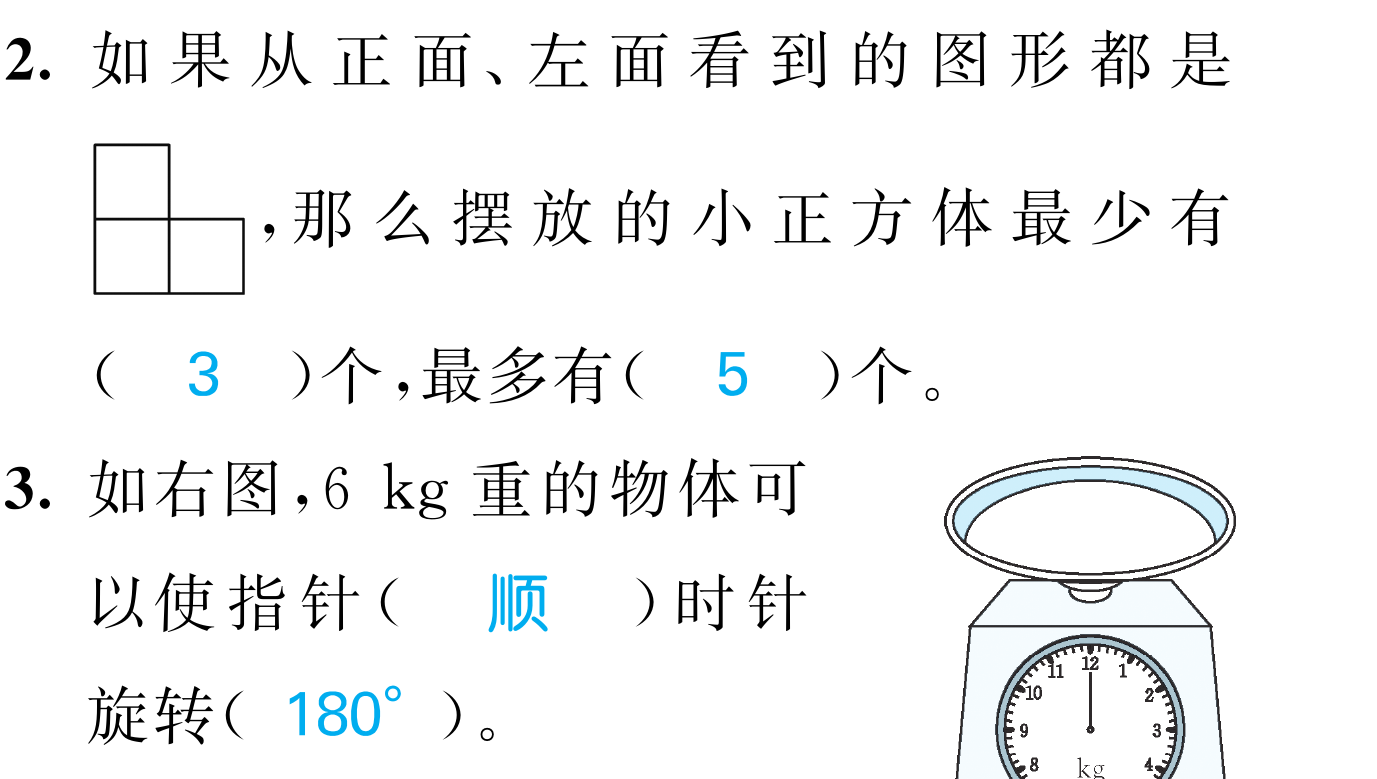 2. 如果从正面、左面看到的图形都是
,那么摆放的小正方体最少有
( 3 )个,最多有( 5 )个。
3. 如右图,6 kg 重的物体可
以使指针( 顺 )时针
旋转( 180° )。
12
11 1
10 2
9 3
8 4
kg